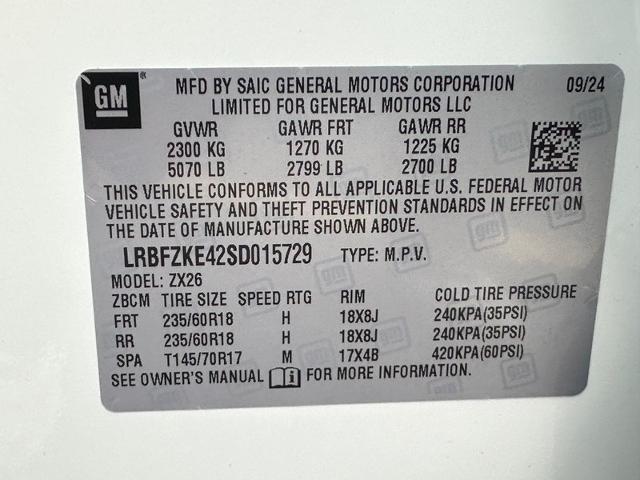 GM ® MFD BY SAIC GENERAL MOTORS CORPORATION 09/24
LIMITED FOR GENERAL MOTORS LLC
GVWR GAWR FRT GAWR RR
2300 KG 1270 KG 1225 KG
5070 LB 2799 LB 2700 LB
THIS VEHICLE CONFORMS TO ALL APPLICABLE U.S. FEDERAL MOTOR
VEHICLE SAFETY AND THEFT PREVENTION STANDARDS IN EFFECT ON
THE DATE OF MANUFACTURE SHOWN ABOVE.
LRBFZKE42SD015729 TYPE: M.P.V.
MODEL: ZX26
ZBCM TIRE SIZE SPEED RTG RIM COLD TIRE PRESSURE
FRT 235/60R18 H 18X8J 240KPA(35PSI)
RR 235/60R18 H 18X8J 240KPA(35PSI)
SPA T145/70R17 M 17X4B 420KPA(60PSI)
SEE OWNER'S MANUAL i FOR MORE INFORMATION.